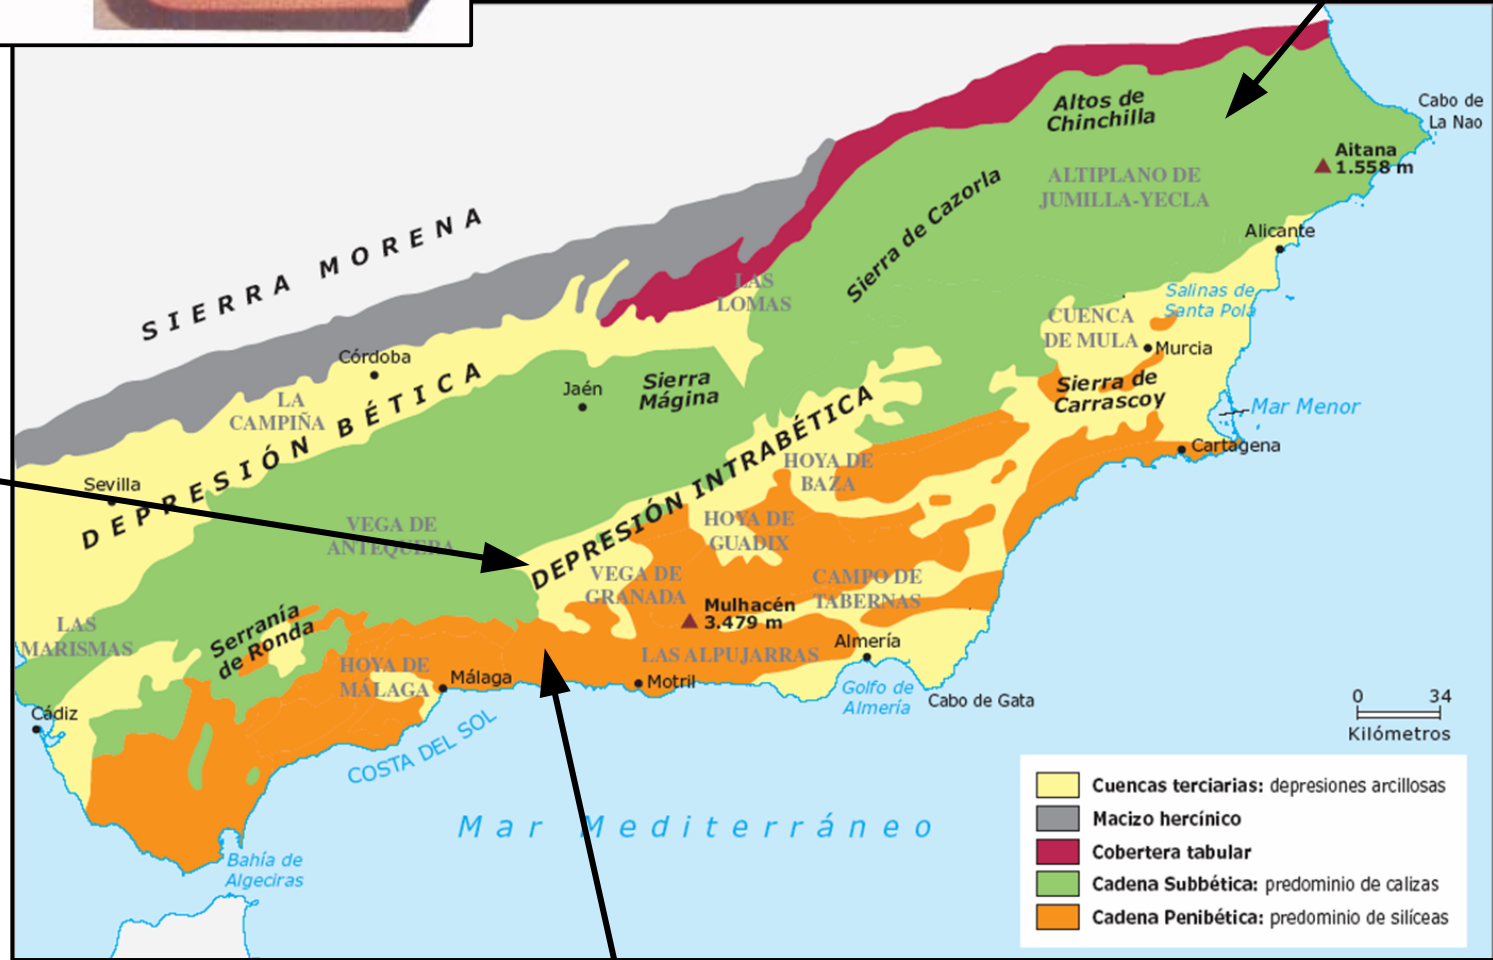 Cabo de
La Nao
Altos de
Chinchilla
Aitana
1.558 m
ALTIPLANO DE
JUMILLA-YECLA
Sierra de Cazorla
SIERRA MORENA
Alicante
LAS
LOMAS
Salinas de
Santa Pola
CUENCA
DE MULA
Murcia
Córdoba
Jaén
Sierra
Mágina
Sierra de
Carrascoy
LA
CAMPIÑA
DEPRESIÓN BÉTICA
Mar Menor
Cartagena
DEPRESIÓN INTRABÉTICA
HOYA DE
BAZA
Sevilla
VEGA DE
ANTEQUERA
HOYA DE
GUADIX
VEGA DE
GRANADA
CAMPO DE
TABERNAS
Mulhacén
3.479 m
LAS
MARISMAS
Serranía
de Ronda
Almería
LAS ALPUJARRAS
HOYA DE
MÁLAGA
Málaga
Motril
Golfo de
Almería
Cabo de Gata
Cádiz
COSTA DEL SOL
0 34
Kilómetros
Mar Mediterráneo
Bahía de
Algeciras
Cuencas terciarias: depresiones arcillosas
Macizo hercínico
Cobertera tabular
Cadena Subbética: predominio de calizas
Cadena Penibética: predominio de silíceas